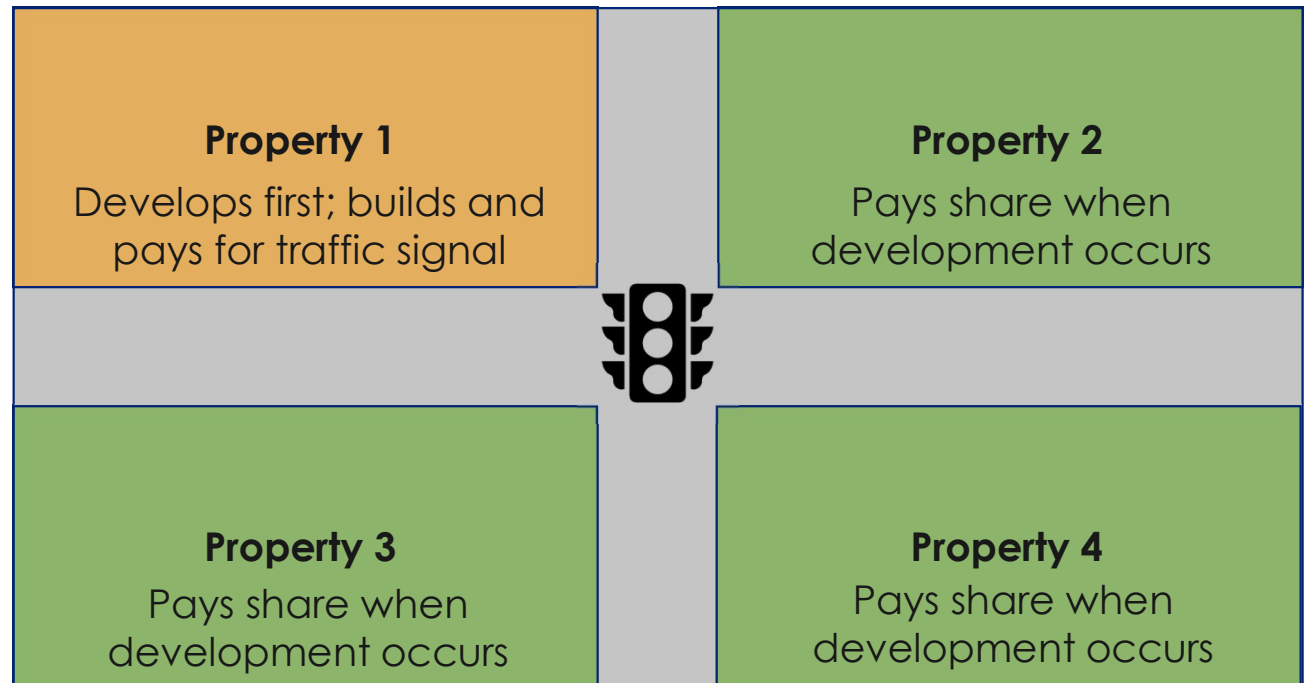 Property 1
Develops first; builds and
pays for traffic signal
Property 2
Pays share when
development occurs
Property 3
Pays share when
development occurs
Property 4
Pays share when
development occurs